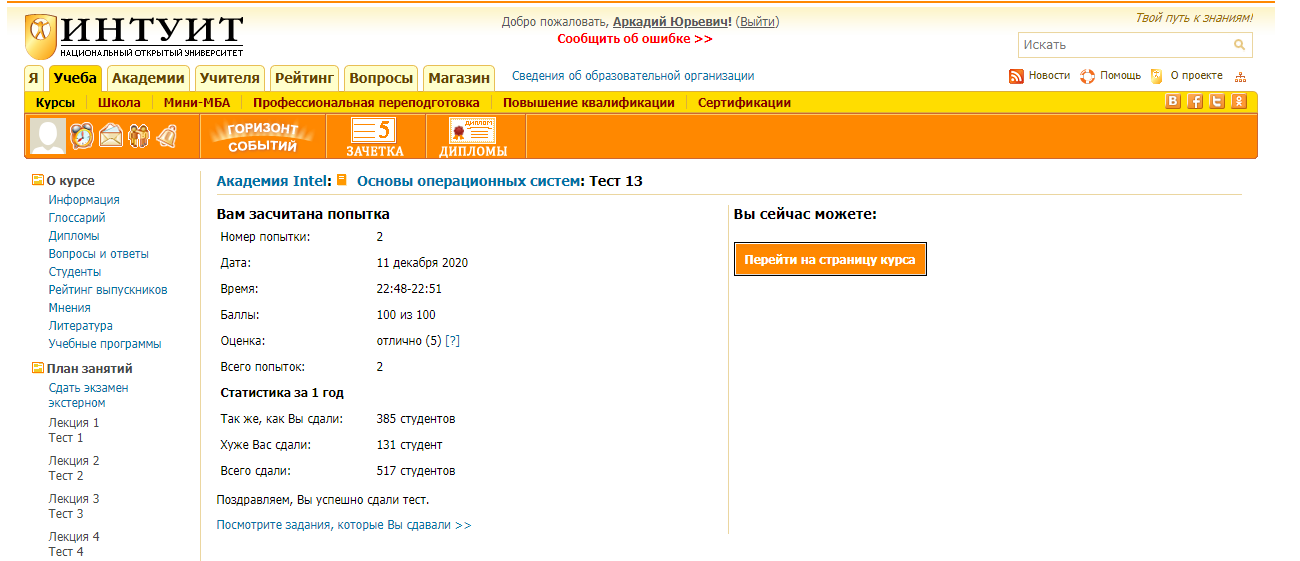 ИНТУИТ
НАЦИОНАЛЬНЫЙ ОТКРЫТЫЙ УНИВЕРСИТЕТ
Добро пожаловать, Аркадий Юрьевич! (Выйти)
Сообщить об ошибке >>
Твой путь к знаниям!
Искать
Я Учеба Академии Учителя Рейтинг Вопросы Магазин Сведения об образовательной организации Новости Помощь О проекте
Курсы Школа Мини-МБА Профессиональная переподготовка Повышение квалификации Сертификации
ГОРИЗОНТ
СОБЫТИЙ
5
ЗАЧЕТКА
ДИПЛОМ
ДИПЛОМЫ
О курсе
Информация
Глоссарий
Дипломы
Вопросы и ответы
Студенты
Рейтинг выпускников
Мнения
Литература
Учебные программы
План занятий
Сдать экзамен
экстерном
Лекция 1
Тест 1
Лекция 2
Тест 2
Лекция 3
Тест 3
Лекция 4
Тест 4
Академия Intel: Основы операционных систем: Тест 13
Вам засчитана попытка
Номер попытки: 2
Дата: 11 декабря 2020
Время: 22:48-22:51
Баллы: 100 из 100
Оценка: отлично (5) [?]
Всего попыток: 2
Статистика за 1 год
Так же, как Вы сдали: 385 студентов
Хуже Вас сдали: 131 студент
Всего сдали: 517 студентов
Поздравляем, Вы успешно сдали тест.
Посмотрите задания, которые Вы сдавали >>
Вы сейчас можете:
Перейти на страницу курса